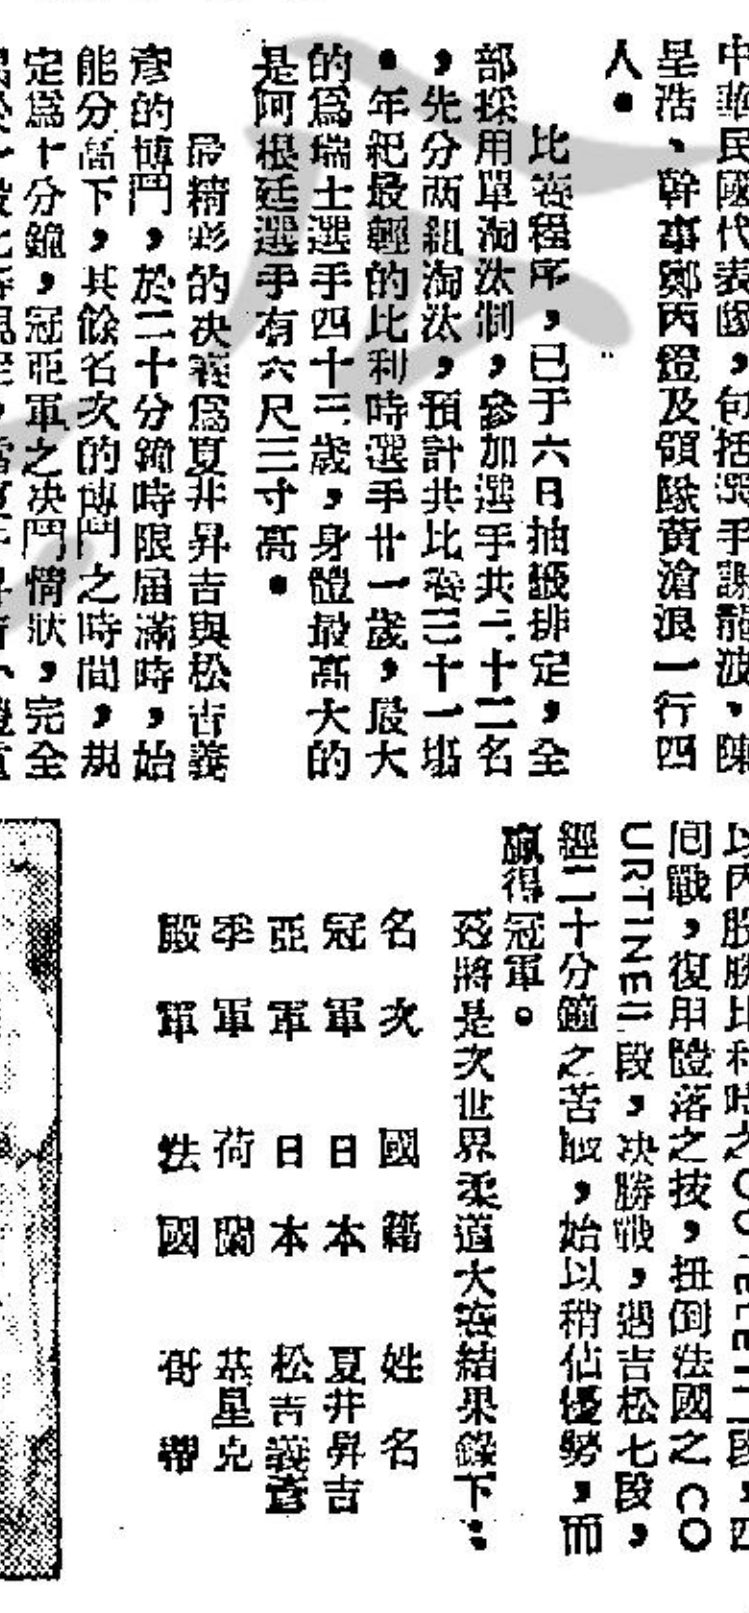 中華民國代表隊，包括選手謝龍波、陳
星浩、幹事鄭丙燈及領隊黃滄浪一行四
人。
比賽程序，已于六日抽籤排定，全
部採用單淘汰制，參加選手共三十二名
，先分兩組淘汰，預計共比賽三十一場
。年紀最輕的比利時選手廿一歲，最大
的為瑞士選手四十三歲，身體最高大的
是阿根廷選手有六尺三寸高。
最精彩的決賽為夏井昇吉與松吉義
彥的博鬥，於二十分鐘時限屆滿時，始
能分高下，其餘名次的博鬥之時間，規
定爲十分鐘，冠亞軍之决鬥情狀，完全
以內股勝比利時之
段，四
回戰，復用體落之技，扭倒法國之CO
URTINE二段，决勝戰，遇吉松七段，
經二十分鐘之苦取，始以稍佔優勢，而
贏得冠軍。
茲將是次世界柔道大賽結果錄下：
名次 國籍 姓名
冠軍 日本 夏井昇吉
亞軍 日本 松吉義彥
季軍 荷蘭 基星克
殿軍 法國 哥帶